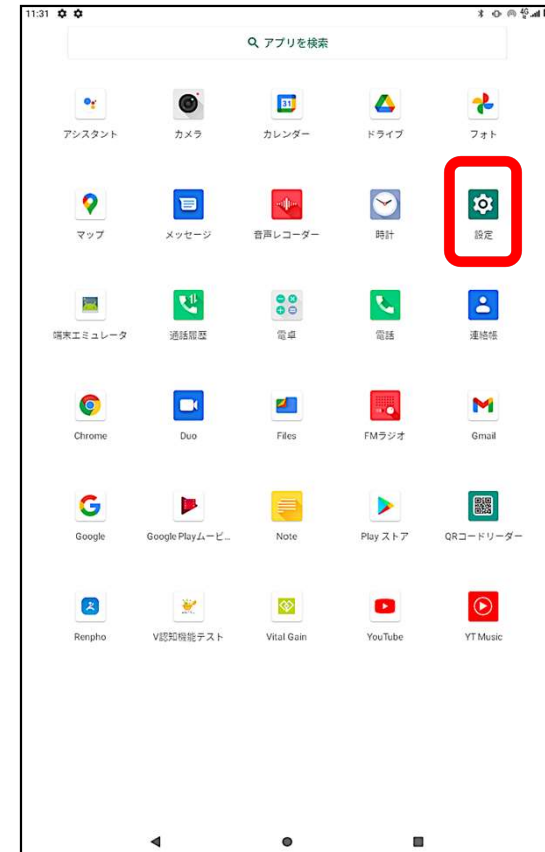 11:31
4G
アプリを検索
アシスタント
カメラ
カレンダー
31
ドライブ
フォト
マップ
メッセージ
音声レコーダー
時計
設定
端末エミュレータ
通話履歴
電卓
電話
連絡帳
Chrome
Duo
Files
FMラジオ
Gmail
Google
Google Playムービ...
Note
Play ストア
QRコードリーダー
Renpho
V認知機能テスト
Vital Gain
YouTube
YT Music